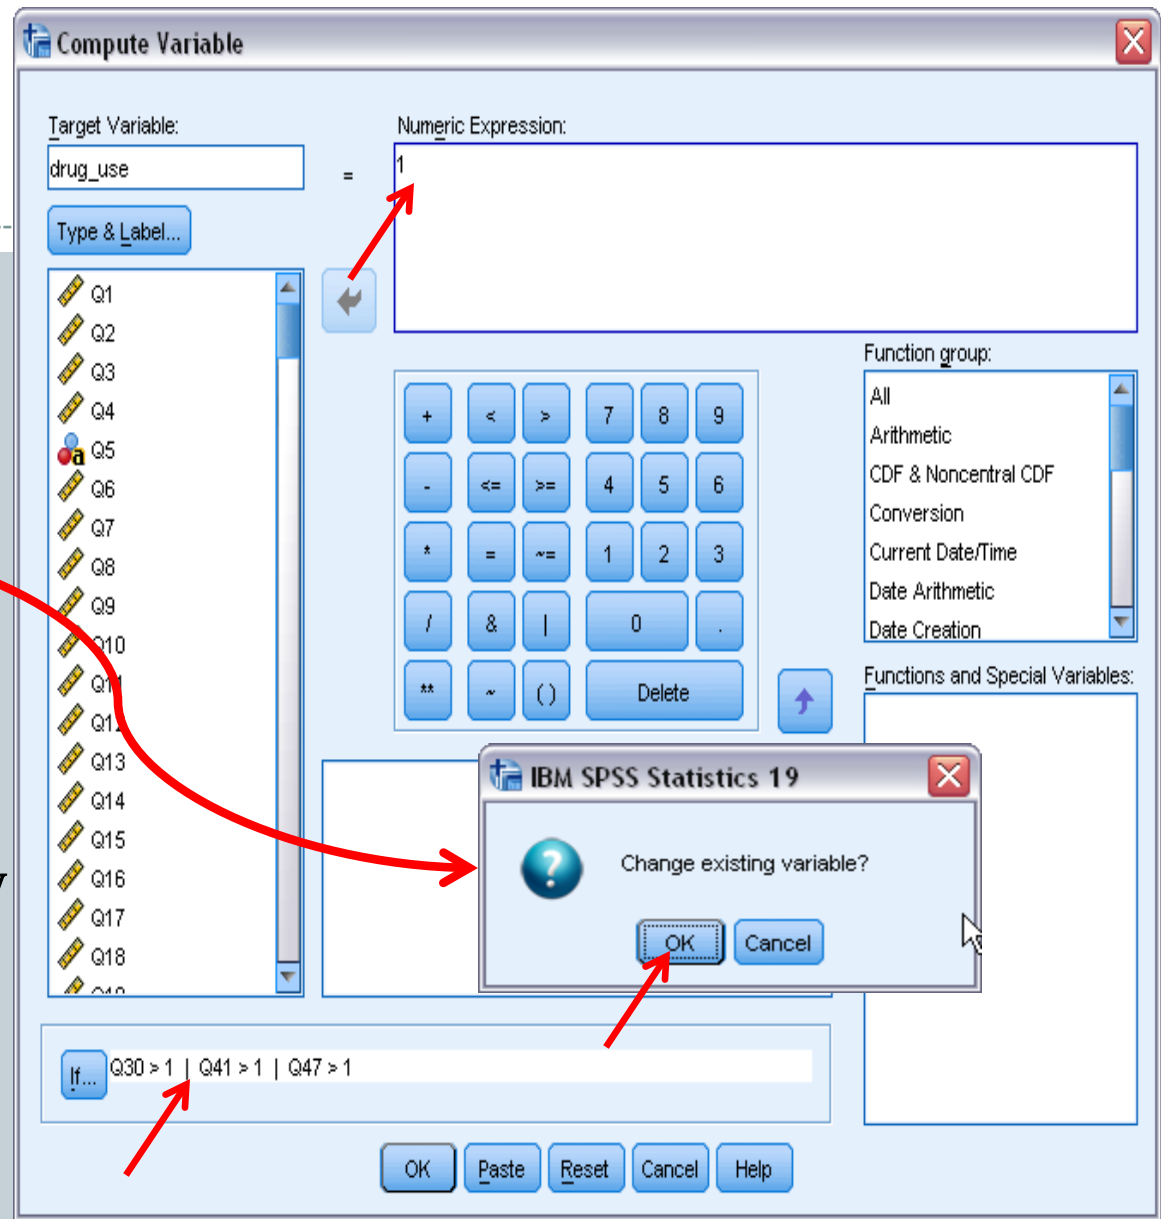 Compute Variable
Target Variable:
Numeric Expression:
drug_use
=
1
Type & Label...
Q1
Q2
Q3
Q4
a Q5
Q6
Q7
Q8
Q9
Q10
Q11
Q12
Q13
Q14
Q15
Q16
Q17
Q18
+ < > 7 8 9
- <= >= 4 5 6
* = ~= 1 2 3
/ & | 0 .
** ~ ( ) Delete
Function group:
All
Arithmetic
CDF & Noncentral CDF
Conversion
Current Date/Time
Date Arithmetic
Date Creation
Functions and Special Variables:
IBM SPSS Statistics 19
? Change existing variable?
OK Cancel
If... Q30 > 1 | Q41 > 1 | Q47 > 1
OK Paste Reset Cancel Help